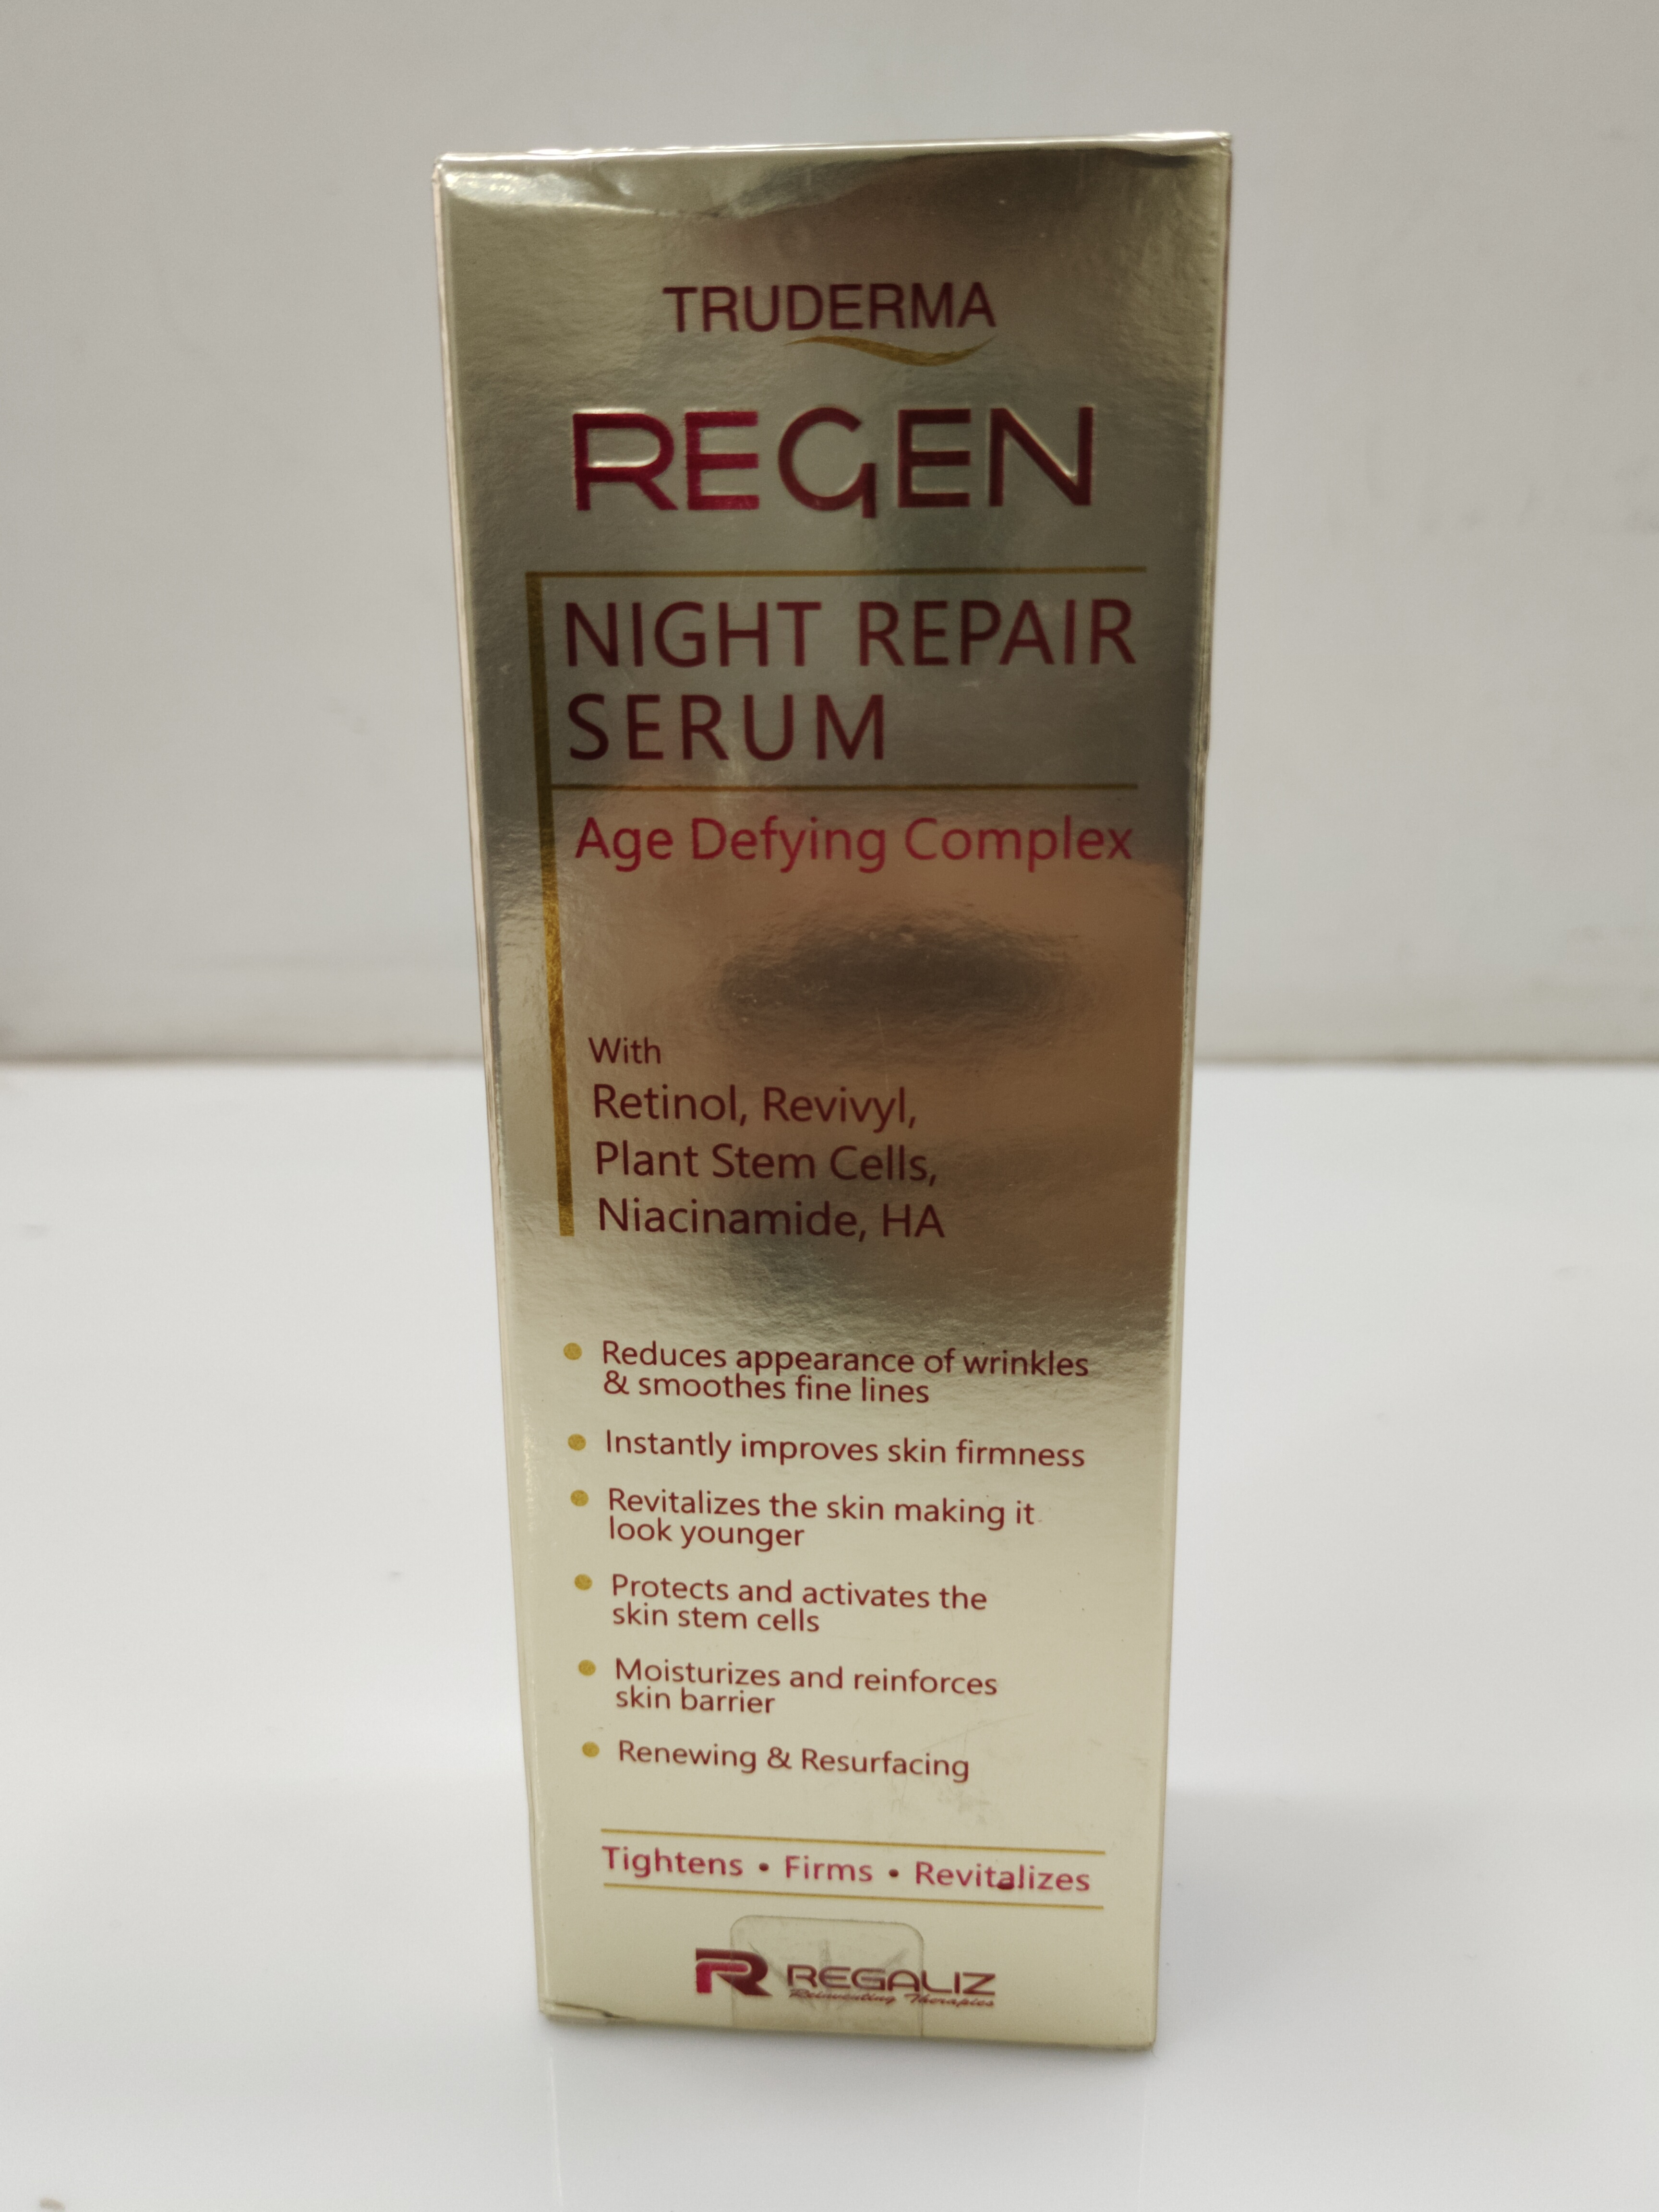 TRUDERMA
REGEN
NIGHT REPAIR
SERUM
Age Defying Complex
With
Retinol, Revivyl,
Plant Stem Cells,
Niacinamide, HA
Reduces appearance of wrinkles
& smoothes fine lines
Instantly improves skin firmness
Revitalizes the skin making it
look younger
Protects and activates the
skin stem cells
Moisturizes and reinforces
skin barrier
Renewing & Resurfacing
Tightens • Firms • Revitalizes
REGALIZ
Reinventing Therapies